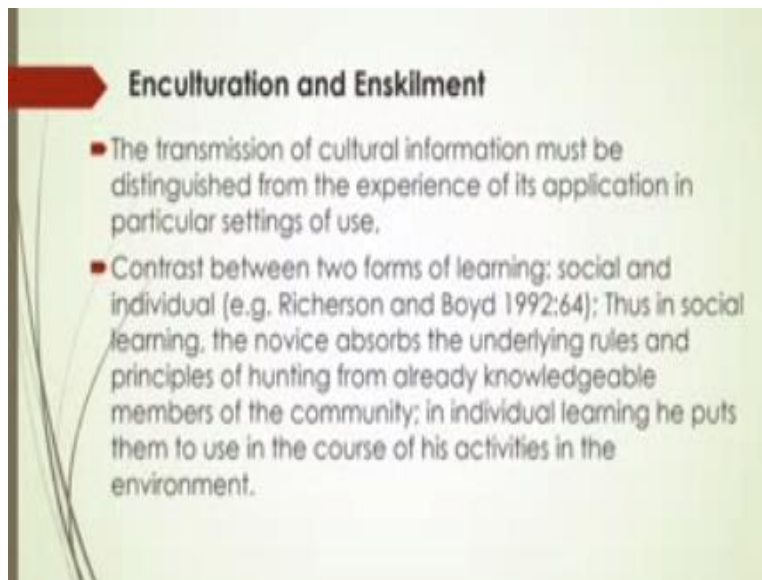 Enculturation and Enskilment
The transmission of cultural information must be
distinguished from the experience of its application in
particular settings of use.
Contrast between two forms of learning: social and
individual (e.g. Richerson and Boyd 1992:64): Thus in social
learning, the novice absorbs the underlying rules and
principles of hunting from already knowledgeable
members of the community; in individual learning he puts
them to use in the course of his activities in the
environment.